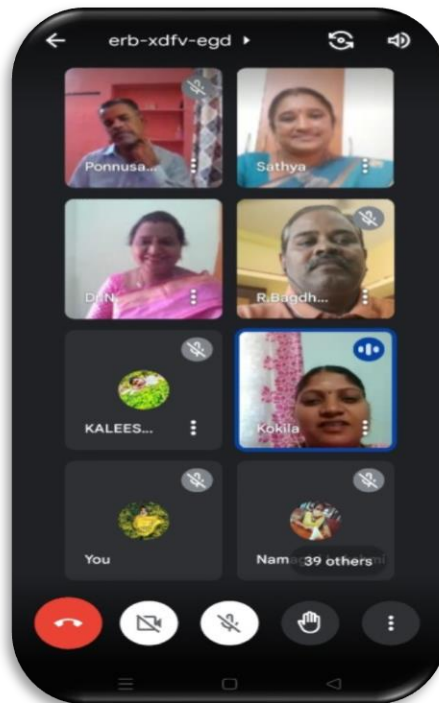 erb-xdfv-egd
Ponnusa...
Sathya
Dr.N.
R.Bagdh...
KALEES...
Kokila
You
39 others